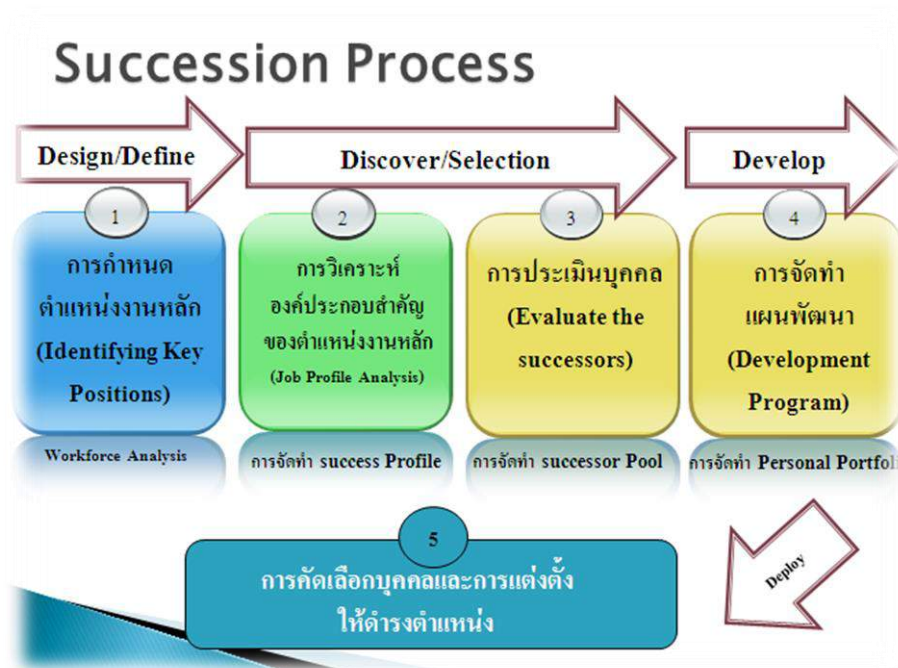 Succession Process
Design/Define
Discover/Selection
Develop
1
การกำหนด
ตำแหน่งงานหลัก
(Identifying Key
Positions)
Workforce Analysis
2
การวิเคราะห์
องค์ประกอบสำคัญ
ของตำแหน่งงานหลัก
(Job Profile Analysis)
การจัดทำ success Profile
3
การประเมินบุคคล
(Evaluate the
successors)
การจัดทำ successor Pool
4
การจัดทำ
แผนพัฒนา
(Development
Program)
การจัดทำ Personal Portfoli
Deploy
5
การคัดเลือกบุคคลและการแต่งตั้ง
ให้ดำรงตำแหน่ง